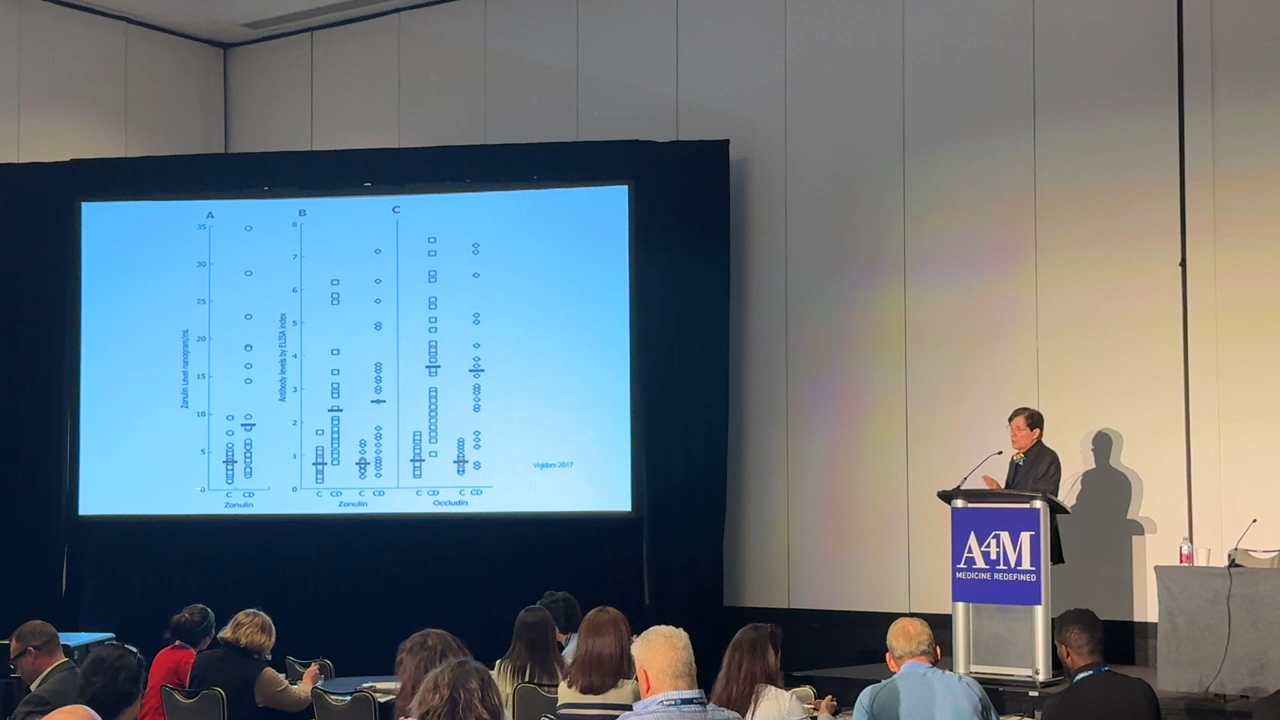 A
B
C
35
30
25
20
15
10
5
0
Zonulin Level nanogram/mL
C CD
Zonulin
8
7
6
5
4
3
2
1
0
Antibody levels by ELISA index
C CD C CD
Zonulin
C CD C CD
Occludin
Vojdani 2017
A4M
MEDICINE REDEFINED